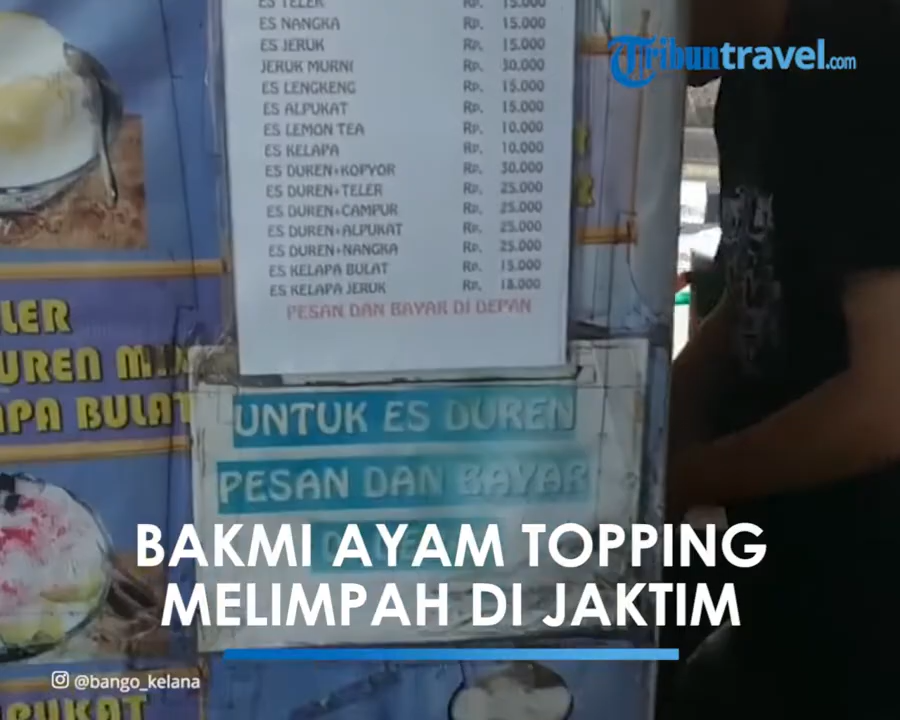 ES TELER Rp. 15.000
ES NANGKA Rp. 15.000
ES JERUK Rp. 15.000
JERUK MURNI Rp. 30.000
ES LENGKENG Rp. 15.000
ES ALPUKAT Rp. 15.000
ES LEMON TEA Rp. 10.000
ES KELAPA Rp. 10.000
ES DUREN+KOPYOR Rp. 30.000
ES DUREN+TELER Rp. 25.000
ES DUREN+CAMPUR Rp. 25.000
ES DUREN+ALPUKAT Rp. 25.000
ES DUREN+NANGKA Rp. 25.000
ES KELAPA BULAT Rp. 15.000
ES KELAPA JERUK Rp. 18.000
PESAN DAN BAYAR DI DEPAN
Tribuntravel.com
LER
UREN
APA BULAT
UNTUK ES DUREN
PESAN DAN BAYAR
BAKMI AYAM TOPPING
MELIMPAH DI JAKTIM
@bango_kelana
PUKAT